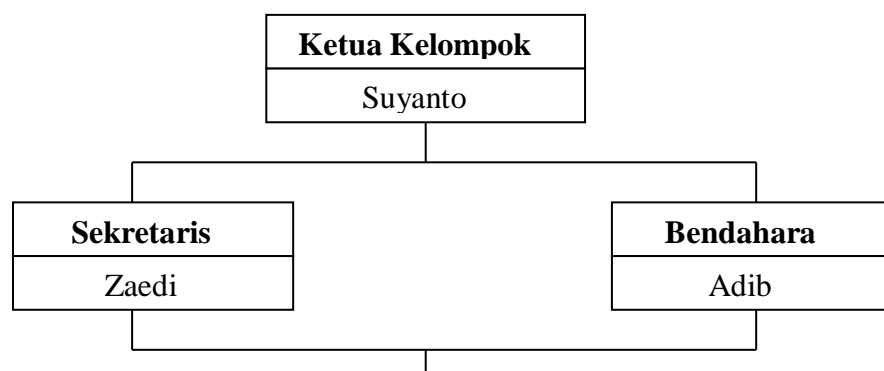 Ketua Kelompok
Suyanto
Sekretaris
Zaedi
Bendahara
Adib